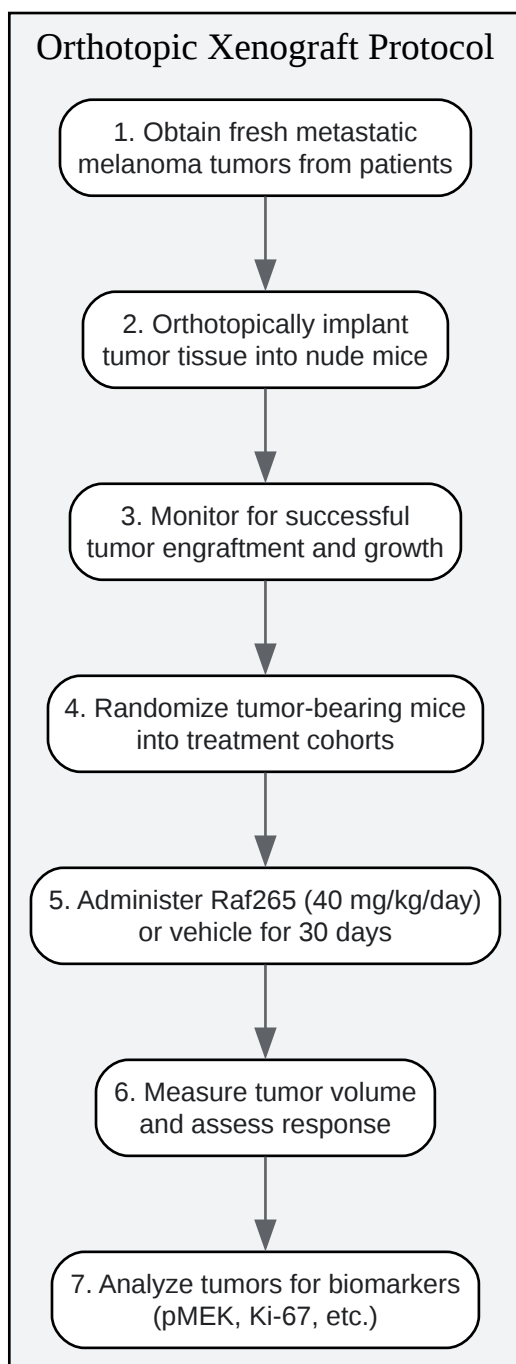 Orthotopic Xenograft Protocol
1. Obtain fresh metastatic
melanoma tumors from patients
2. Orthotopically implant
tumor tissue into nude mice
3. Monitor for successful
tumor engraftment and growth
4. Randomize tumor-bearing mice
into treatment cohorts
5. Administer Raf265 (40 mg/kg/day)
or vehicle for 30 days
6. Measure tumor volume
and assess response
7. Analyze tumors for biomarkers
(pMEK, Ki-67, etc.)